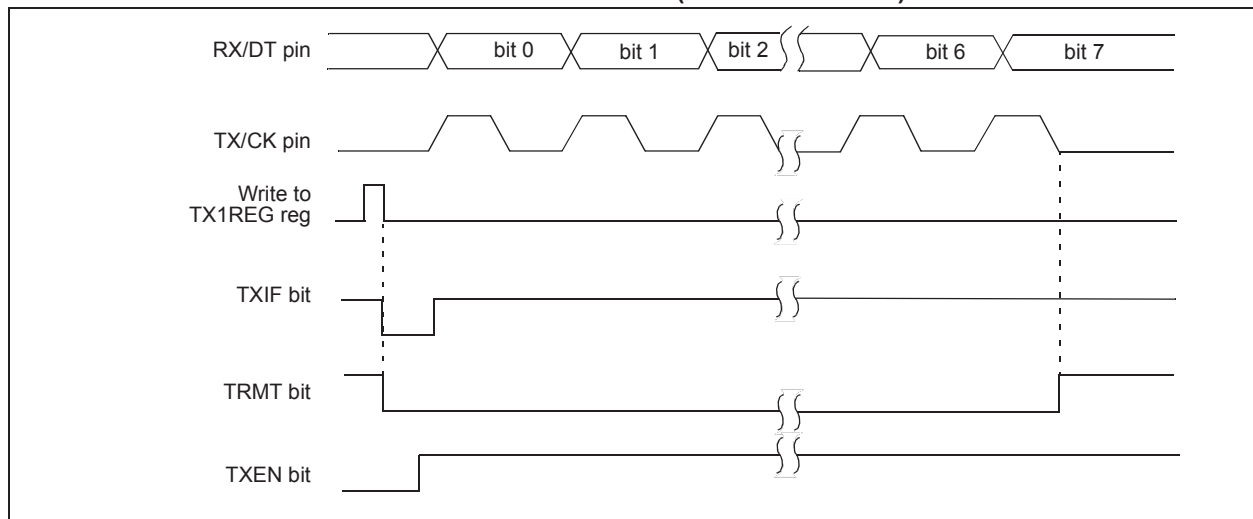 RX/DT pin
bit 0 bit 1 bit 2 bit 6 bit 7
TX/CK pin
Write to
TX1REG reg
TXIF bit
TRMT bit
TXEN bit